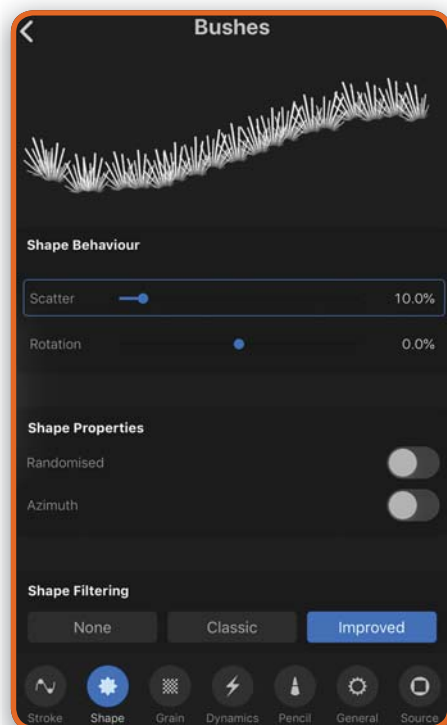 Bushes
Shape Behaviour
Scatter 10.0%
Rotation 0.0%
Shape Properties
Randomised
Azimuth
Shape Filtering
None Classic Improved
Stroke Shape Grain Dynamics Pencil General Source